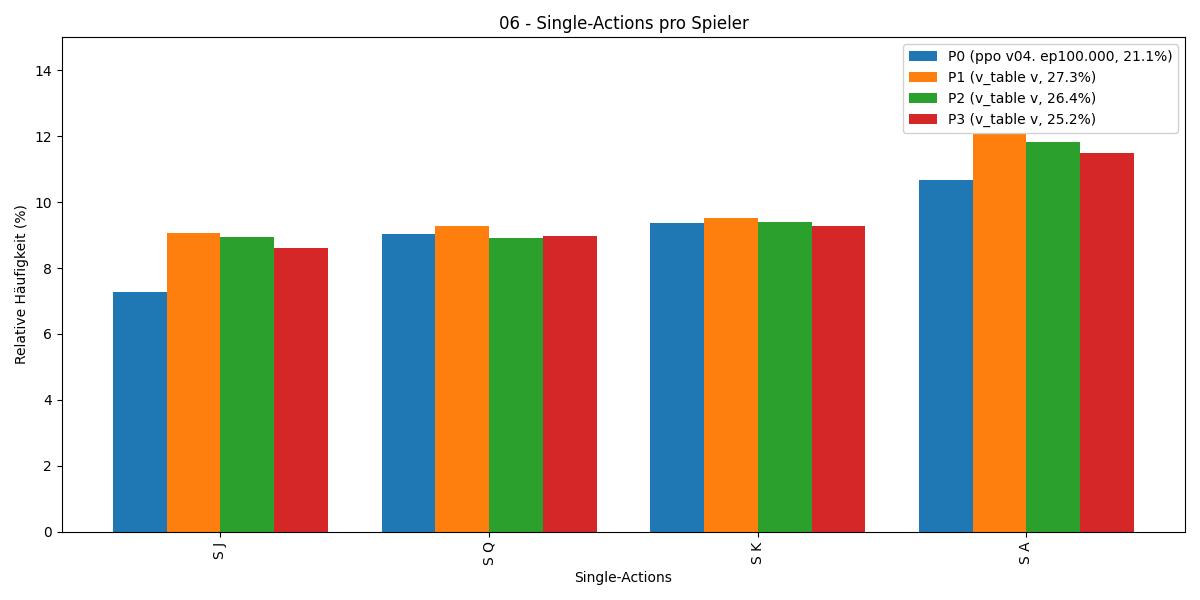 06 - Single-Actions pro Spieler
P0 (ppo v04. ep100.000, 21.1%)
P1 (v_table v, 27.3%)
P2 (v_table v, 26.4%)
P3 (v_table v, 25.2%)
Relative Häufigkeit (%)
14
12
10
8
6
4
2
0
S J
S Q
S K
S A
Single-Actions